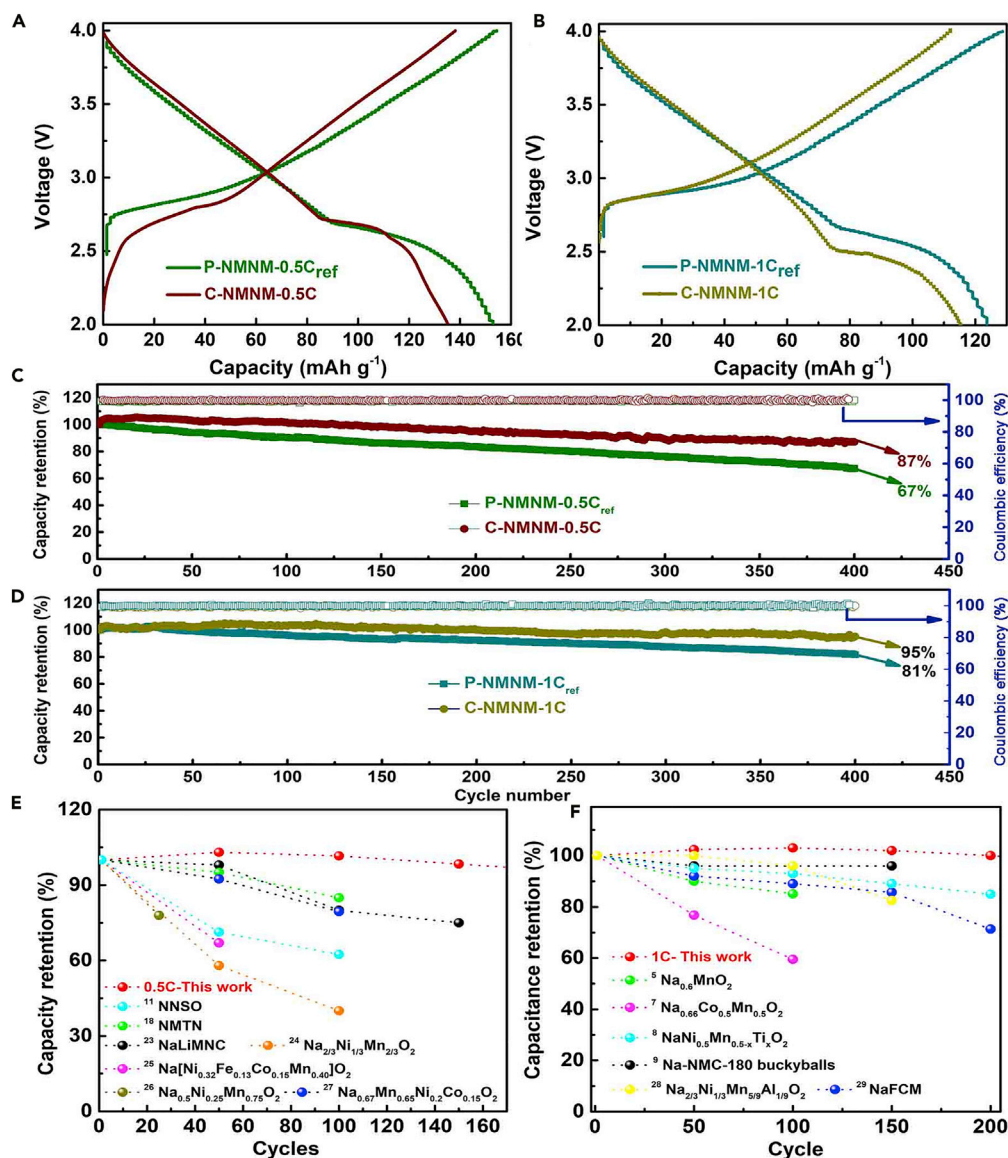 A
B
4.0
3.5
3.0
2.5
2.0
Voltage (V)
P-NMNM-0.5Cref
C-NMNM-0.5C
0 20 40 60 80 100 120 140 16
Capacity (mAh g-1)
4.0
3.5
3.0
2.5
2.0
Voltage (V)
P-NMNM-1Cref
C-NMNM-1C
0 20 40 60 80 100 120
Capacity (mAh g-1)
C
120
100
80
60
40
20
0
Capacity retention (%)
87%
67%
P-NMNM-0.5Cref
C-NMNM-0.5C
100
80
60
40
20
0
Coulombic efficiency (%)
0 50 100 150 200 250 300 350 400 450
D
120
100
80
60
40
20
0
Capacity retention (%)
95%
81%
P-NMNM-1Cref
C-NMNM-1C
100
80
60
40
20
0
Coulombic efficiency (%)
0 50 100 150 200 250 300 350 400 450
Cycle number
E
120
90
60
30
0
Capacity retention (%)
0.5C-This work
11 NNSO
18 NMTN
23 NaLiMNC
24 Na2/3Ni1/3Mn2/3O2
25 Na[Ni0.32Fe0.13Co0.15Mn0.40]O2
26 Na0.5Ni0.25Mn0.75O2
27 Na0.67Mn0.65Ni0.2Co0.15O2
0 20 40 60 80 100 120 140 160
Cycles
F
100
80
60
40
20
0
Capacitance retention (%)
1C- This work
5 Na0.6MnO2
7 Na0.66Co0.5Mn0.5O2
8 NaNi0.5Mn0.5-xTixO2
9 Na-NMC-180 buckyballs
28 Na2/3Ni1/3Mn5/9Al1/9O2
29 NaFCM
0 50 100 150 200
Cycle